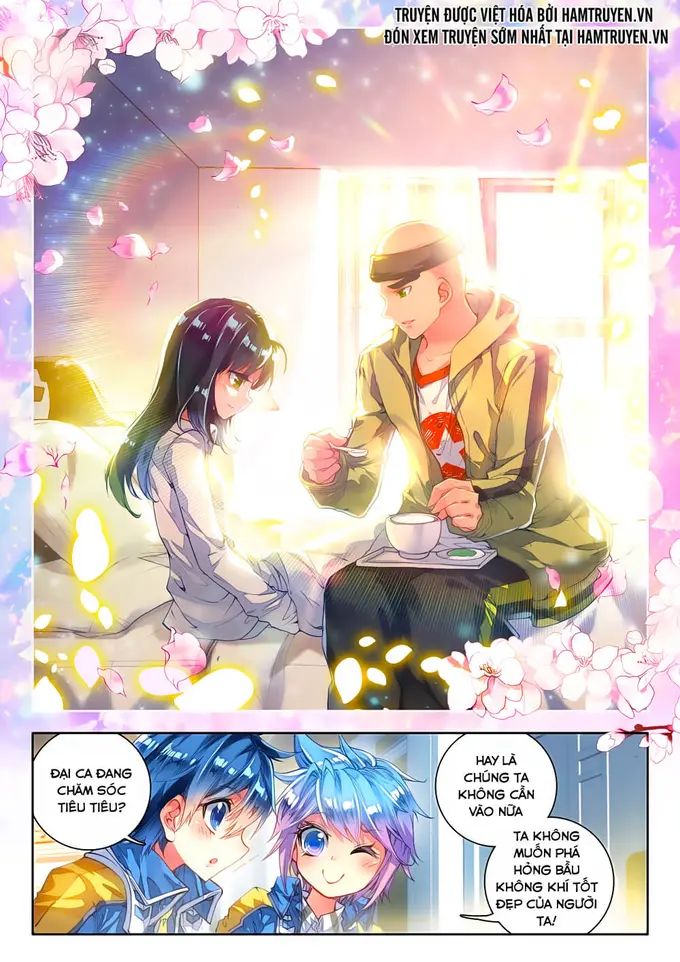 TRUYỆN ĐƯỢC VIỆT HÓA BỞI HAMTRUYEN.VN
ĐÓN XEM TRUYỆN SỚM NHẤT TẠI HAMTRUYEN.VN
ĐẠI CA ĐANG
CHĂM SÓC
TIÊU TIÊU?
HAY LÀ
CHÚNG TA
KHÔNG CẦN
VÀO NỮA
TA KHÔNG
MUỐN PHÁ
HỎNG BẦU
KHÔNG KHÍ TỐT
ĐẸP CỦA NGƯỜI
TA!